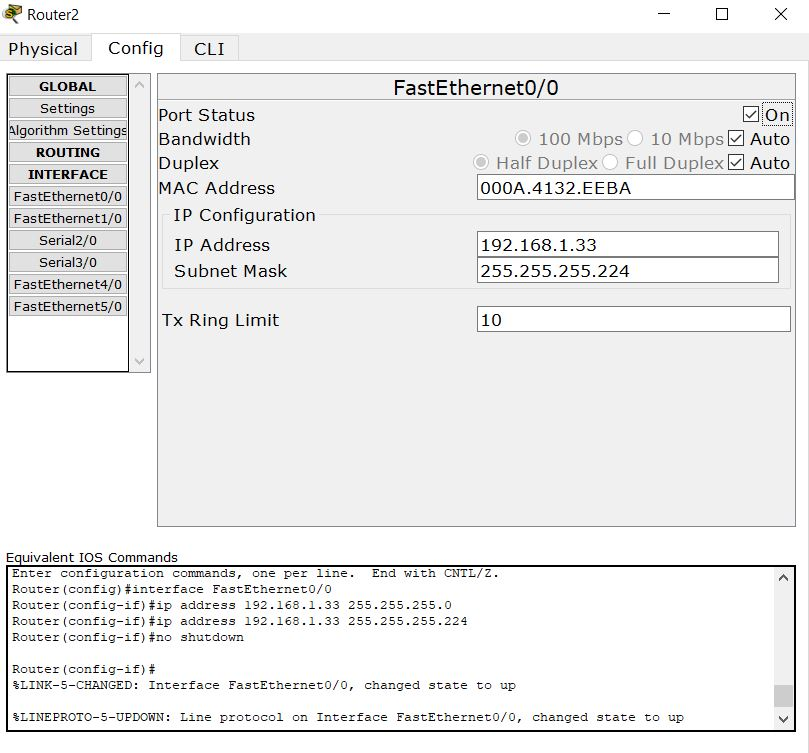 Router2
Physical Config CLI
GLOBAL
Settings
Algorithm Settings
ROUTING
INTERFACE
FastEthernet0/0
FastEthernet1/0
Serial2/0
Serial3/0
FastEthernet4/0
FastEthernet5/0
FastEthernet0/0
Port Status On
Bandwidth 100 Mbps 10 Mbps Auto
Duplex Half Duplex Full Duplex Auto
MAC Address 000A.4132.EEBA
IP Configuration
IP Address 192.168.1.33
Subnet Mask 255.255.255.224
Tx Ring Limit 10
Equivalent IOS Commands
Enter configuration commands, one per line.  End with CNTL/Z.
Router(config)#interface FastEthernet0/0
Router(config-if)#ip address 192.168.1.33 255.255.255.0
Router(config-if)#ip address 192.168.1.33 255.255.255.224
Router(config-if)#no shutdown
Router(config-if)#
%LINK-5-CHANGED: Interface FastEthernet0/0, changed state to up
%LINEPROTO-5-UPDOWN: Line protocol on Interface FastEthernet0/0, changed state to up